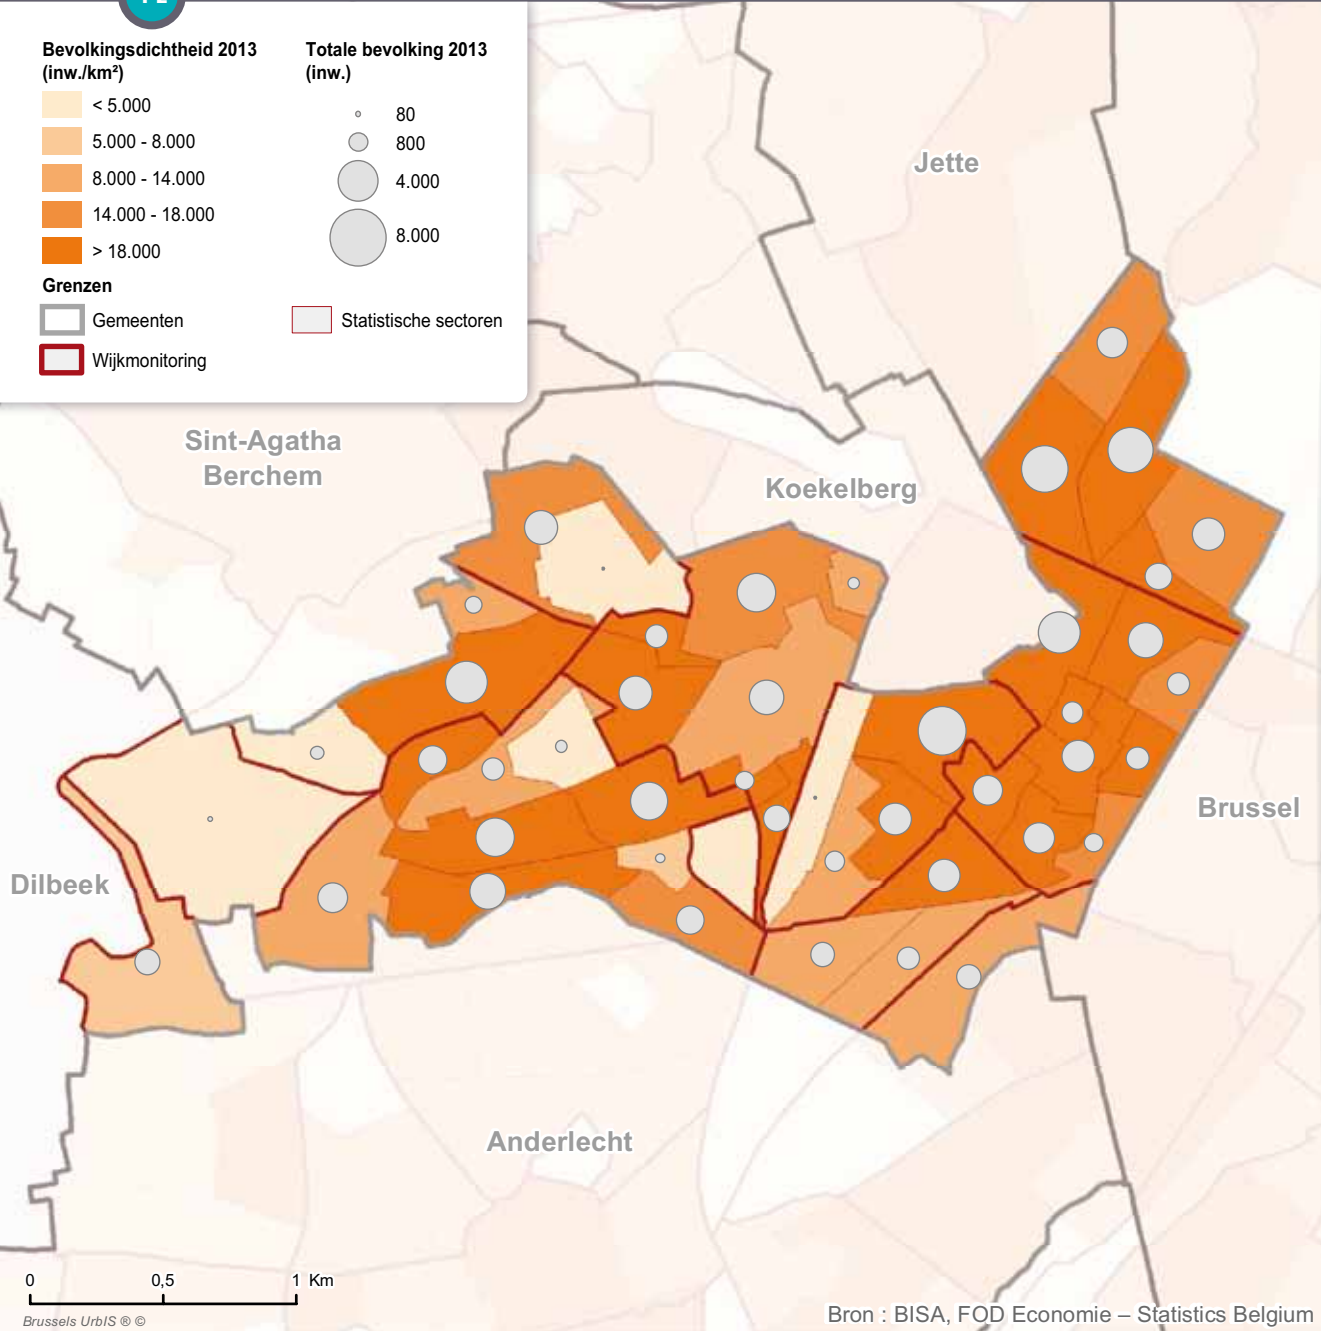 Bevolkingsdichtheid 2013
(inw./km²)
< 5.000
5.000 - 8.000
8.000 - 14.000
14.000 - 18.000
> 18.000
Totale bevolking 2013
(inw.)
80
800
4.000
8.000
Grenzen
Gemeenten
Wijkmonitoring
Statistische sectoren
Jette
Sint-Agatha
Berchem
Koekelberg
Brussel
Dilbeek
Anderlecht
0 0,5 1 Km
Brussels UrbIS ® ©
Bron : BISA, FOD Economie – Statistics Belgium